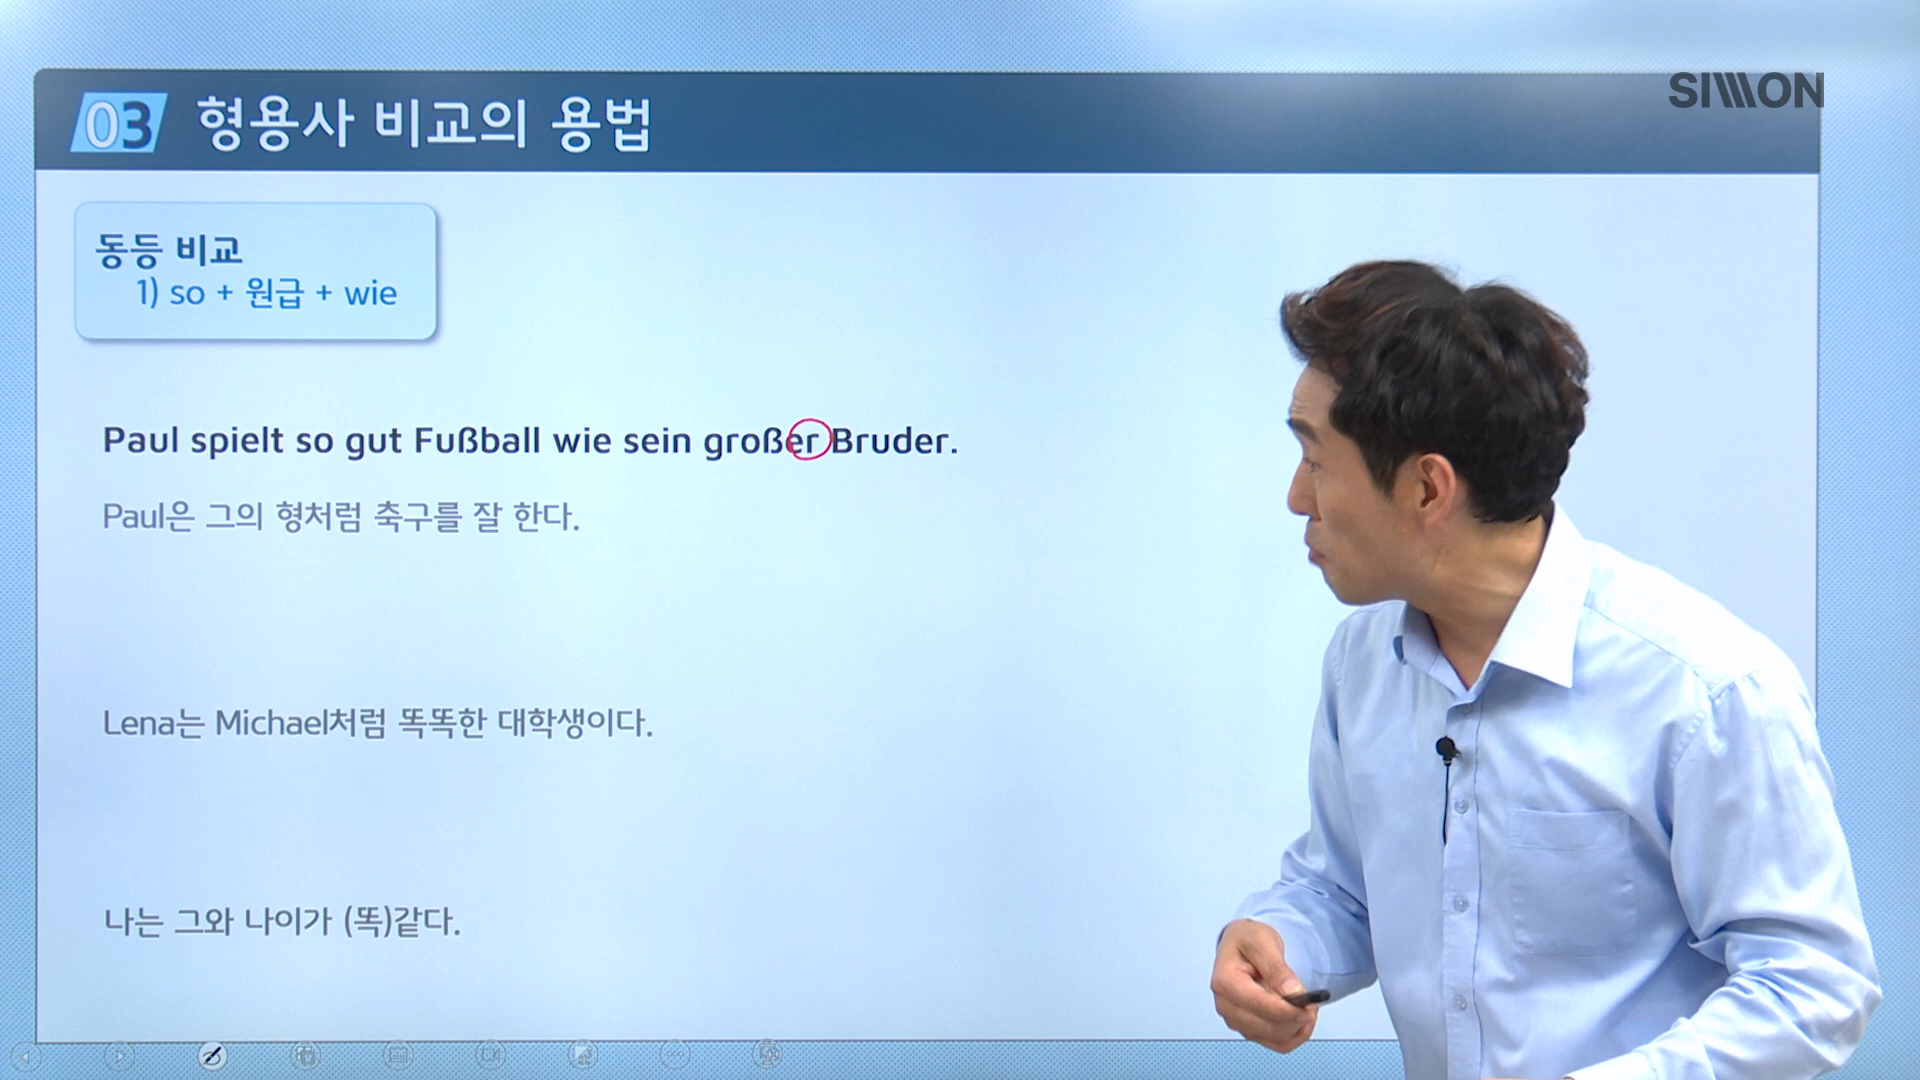 SIMON
03 형용사 비교의 용법
동등 비교
1) so + 원급 + wie
Paul spielt so gut Fußball wie sein großer Bruder.
Paul은 그의 형처럼 축구를 잘 한다.
Lena는 Michael처럼 똑똑한 대학생이다.
나는 그와 나이가 (똑)같다.